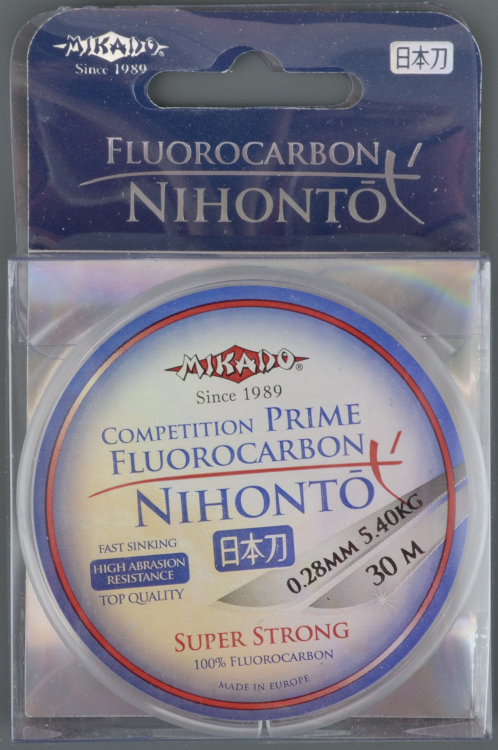 MIKADO
Since 1989
日本刀
FLUOROCARBON
NIHONTŌ
MIKADO®
Since 1989
COMPETITION PRIME
FLUOROCARBON
NIHONTŌ
日本刀
FAST SINKING
HIGH ABRASION
RESISTANCE
TOP QUALITY
0.28MM 5.40KG
30 M
SUPER STRONG
100% FLUOROCARBON
MADE IN EUROPE